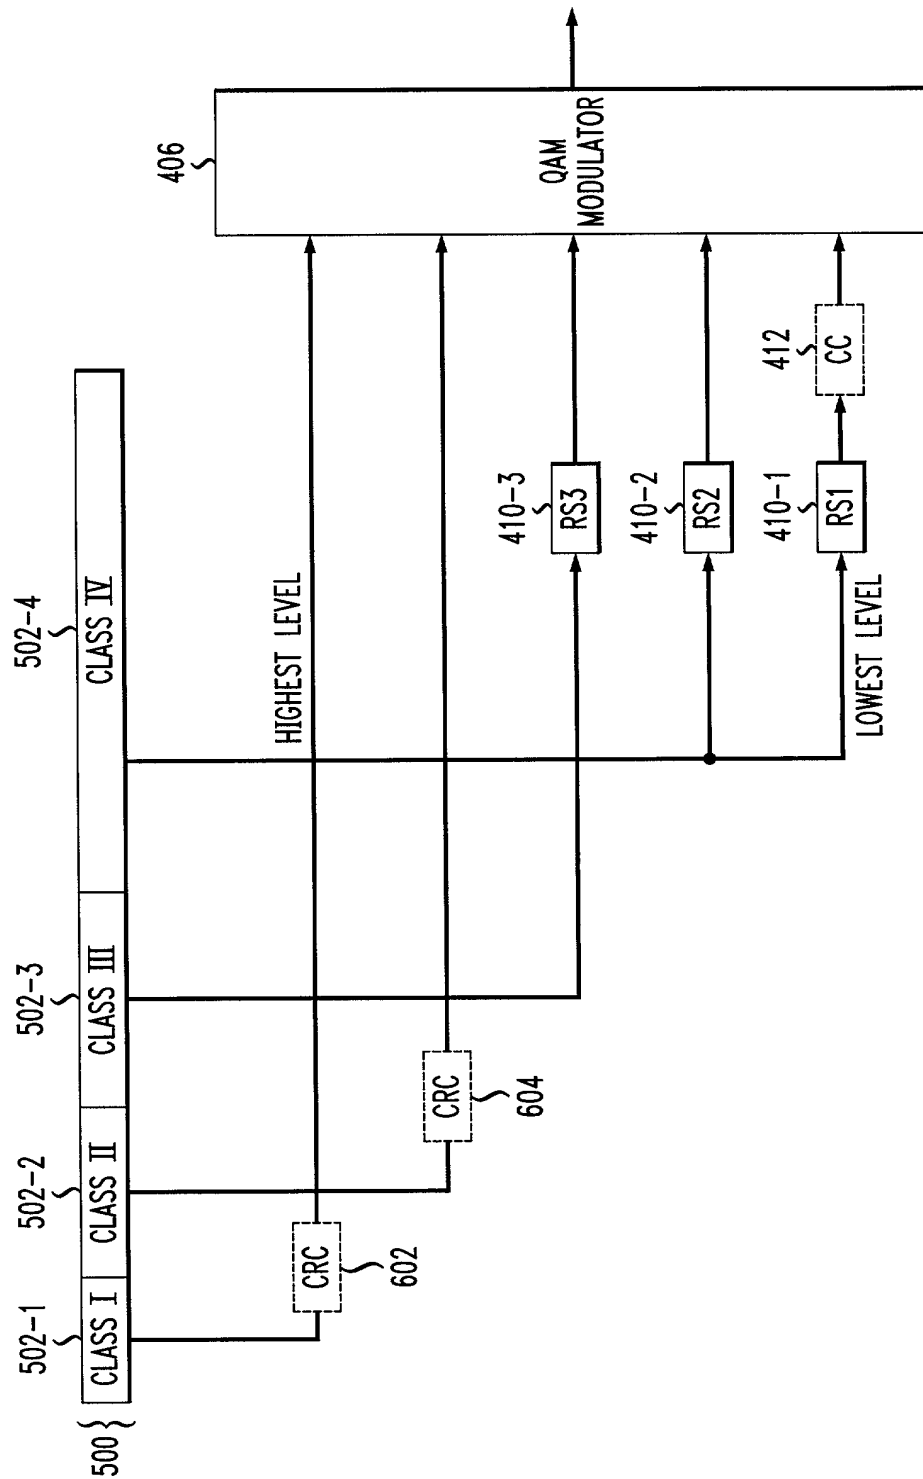 500
502-1
CLASS I
502-2
CLASS II
502-3
CLASS III
502-4
CLASS IV
CRC
602
CRC
604
HIGHEST LEVEL
410-3
RS3
410-2
RS2
410-1
RS1
LOWEST LEVEL
412
CC
406
QAM
MODULATOR